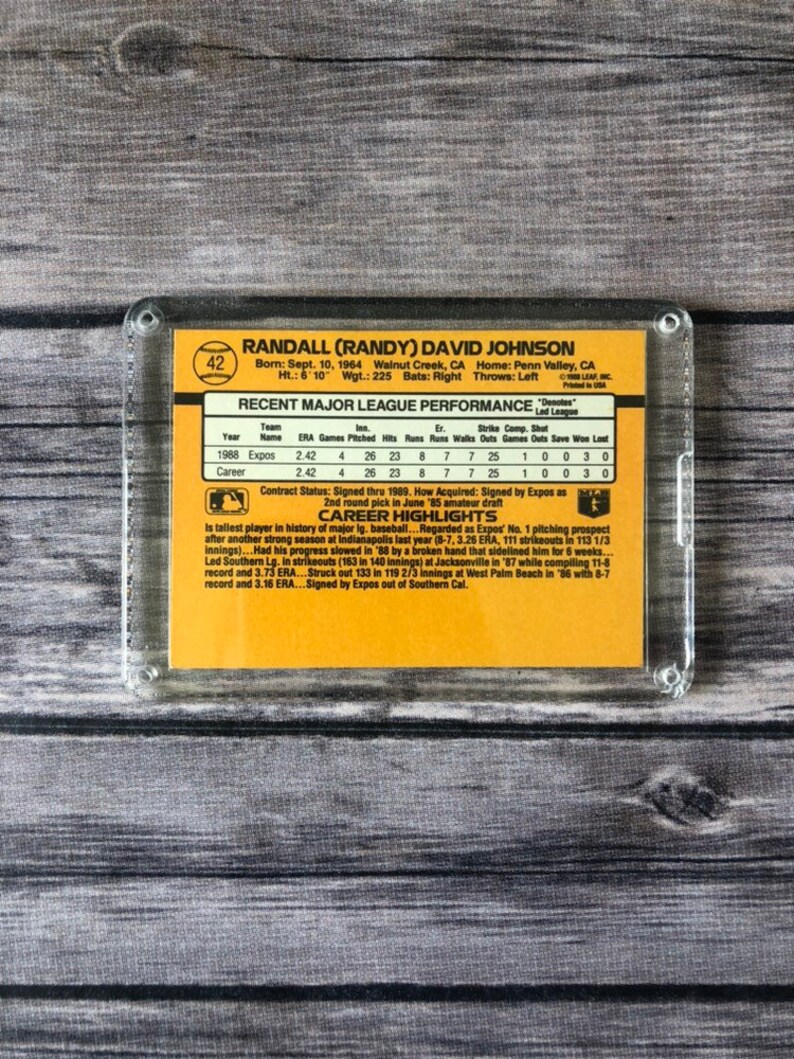 42
RANDALL (RANDY) DAVID JOHNSON
Born: Sept. 10, 1964 Walnut Creek, CA Home: Penn Valley, CA
Ht.: 6'10" Wgt.: 225 Bats: Right Throws: Left
© 1988 LEAF, INC.
Printed in USA
RECENT MAJOR LEAGUE PERFORMANCE "Denotes" Led League
Year Team Name ERA Games Inn. Pitched Hits Runs Er. Runs Walks Strike Outs Comp. Games Shut Outs Save Won Lost
1988 Expos 2.42 4 26 23 8 7 7 25 1 0 0 3 0
Career 2.42 4 26 23 8 7 7 25 1 0 0 3 0
Contract Status: Signed thru 1989. How Acquired: Signed by Expos as
2nd round pick in June '85 amateur draft
CAREER HIGHLIGHTS
Is tallest player in history of major lg. baseball...Regarded as Expos' No. 1 pitching prospect
after another strong season at Indianapolis last year (8-7, 3.26 ERA, 111 strikeouts in 113 1/3
innings)...Had his progress slowed in '88 by a broken hand that sidelined him for 6 weeks...
Led Southern Lg. in strikeouts (163 in 140 innings) at Jacksonville in '87 while compiling 11-8
record and 3.73 ERA...Struck out 133 in 119 2/3 innings at West Palm Beach in '86 with 8-7
record and 3.16 ERA...Signed by Expos out of Southern Cal.